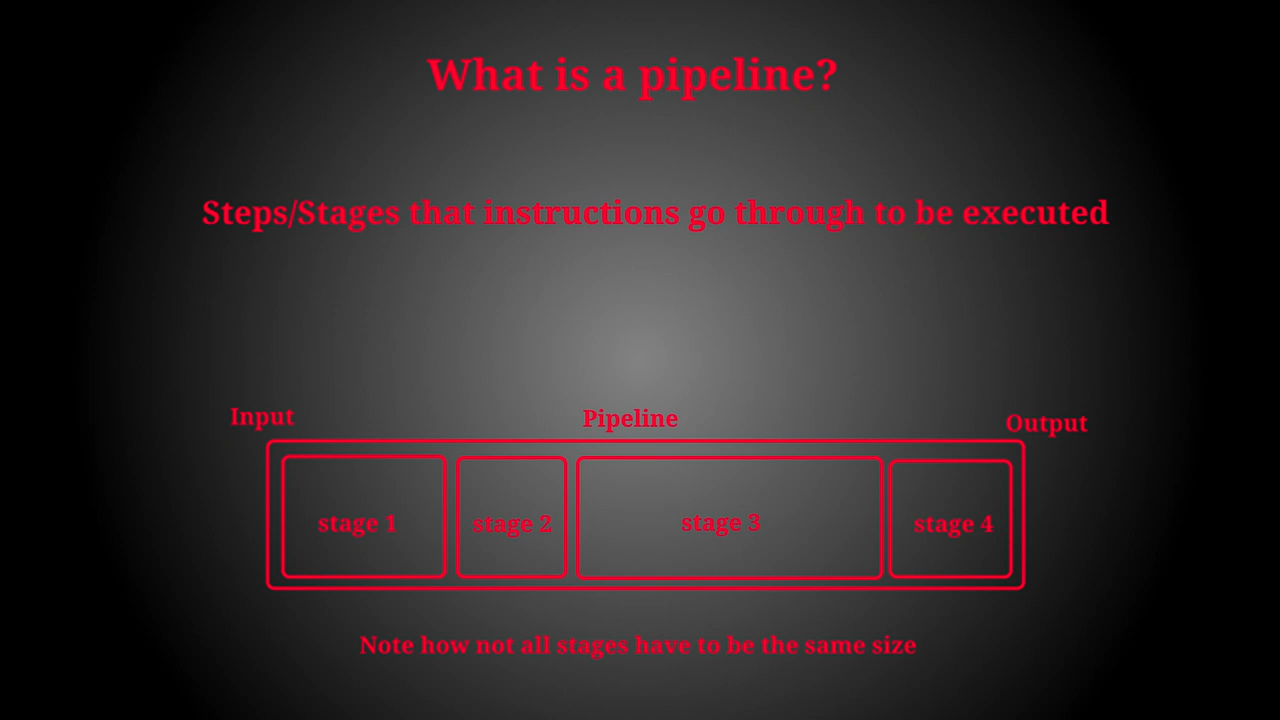 What is a pipeline?
Steps/Stages that instructions go through to be executed
Input
Pipeline
Output
stage 1
stage 2
stage 3
stage 4
Note how not all stages have to be the same size